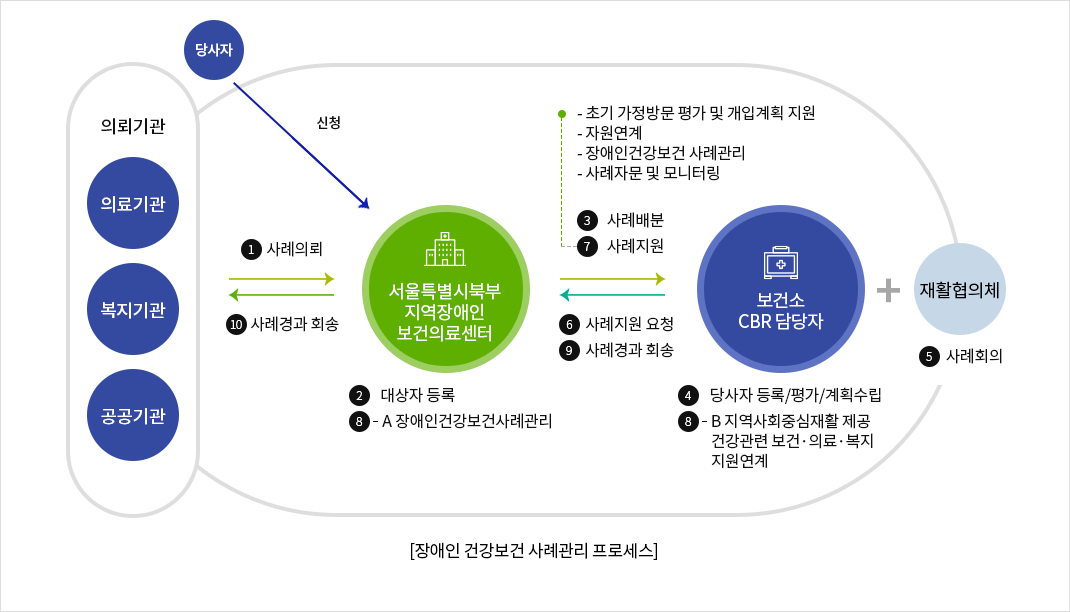 당사자
의뢰기관
신청
- 초기 가정방문 평가 및 개입계획 지원
- 자원연계
- 장애인건강보건 사례관리
- 사례자문 및 모니터링
의료기관
복지기관
공공기관
1 사례의뢰
10 사례경과 회송
서울특별시북부
지역장애인
보건의료센터
2 대상자 등록
8 - A 장애인건강보건사례관리
3 사례배분
7 사례지원
6 사례지원 요청
9 사례경과 회송
보건소
CBR 담당자
4 당사자 등록/평가/계획수립
8 - B 지역사회중심재활 제공
건강관련 보건·의료·복지
지원연계
+
재활협의체
5 사례회의
[장애인 건강보건 사례관리 프로세스]